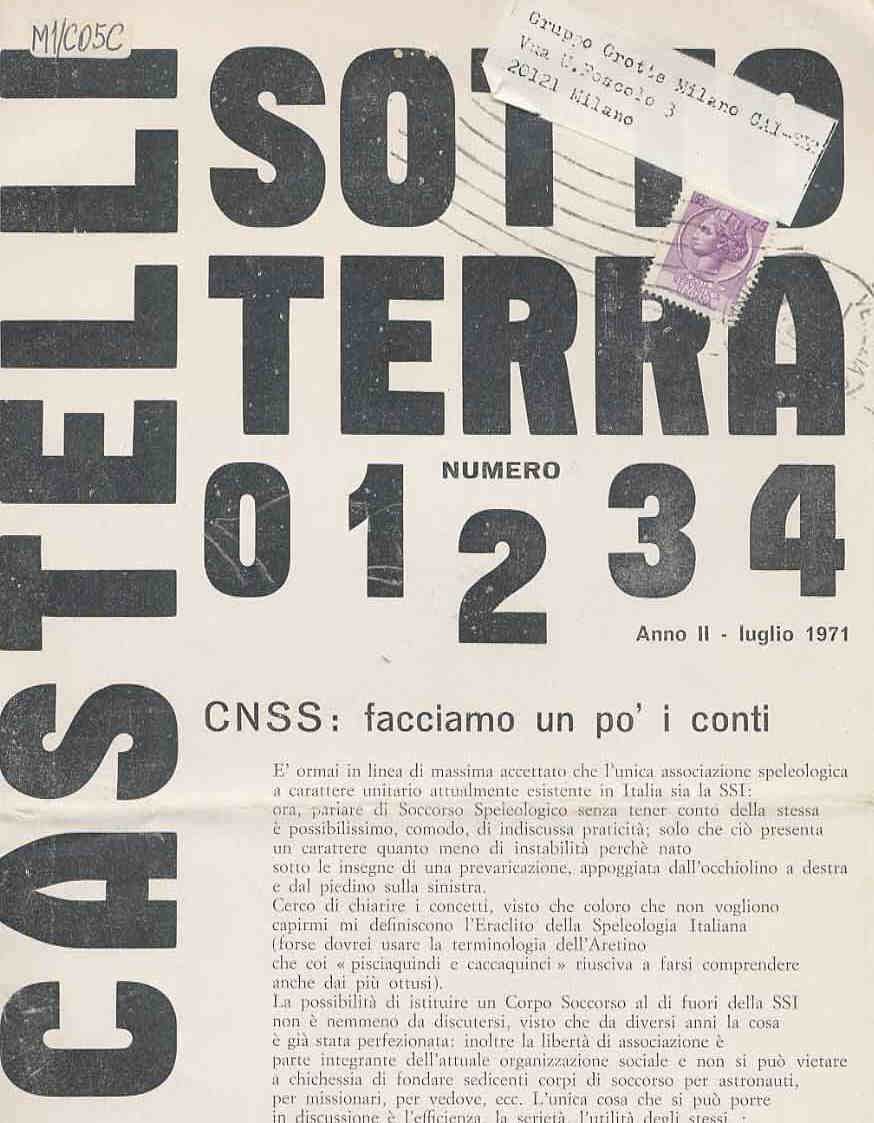 M1/C05C
CASTELLI
SOTTO
TERRA
Gruppo Grotte Milano CAI-SEM
Via U.Foscolo 3
20121 Milano
NUMERO
0 1 2 3 4
Anno II - luglio 1971
CNSS: facciamo un po' i conti
E' ormai in linea di massima accettato che l'unica associazione speleologica
a carattere unitario attualmente esistente in Italia sia la SSI:
ora, parlare di Soccorso Speleologico senza tener conto della stessa
è possibilissimo, comodo, di indiscussa praticità; solo che ciò presenta
un carattere quanto meno di instabilità perchè nato
sotto le insegne di una prevaricazione, appoggiata dall'occhiolino a destra
e dal piedino sulla sinistra.
Cerco di chiarire i concetti, visto che coloro che non vogliono
capirmi mi definiscono l'Eraclito della Speleologia Italiana
(forse dovrei usare la terminologia dell'Aretino
che coi « pisciaquindi e caccaquinci » riusciva a farsi comprendere
anche dai più ottusi).
La possibilità di istituire un Corpo Soccorso al di fuori della SSI
non è nemmeno da discutersi, visto che da diversi anni la cosa
è già stata perfezionata: inoltre la libertà di associazione è
parte integrante dell'attuale organizzazione sociale e non si può vietare
a chichessia di fondare sedicenti corpi di soccorso per astronauti,
per missionari, per vedove, ecc. L'unica cosa che si può porre
in discussione è l'efficienza, la serietà, l'utilità degli stessi